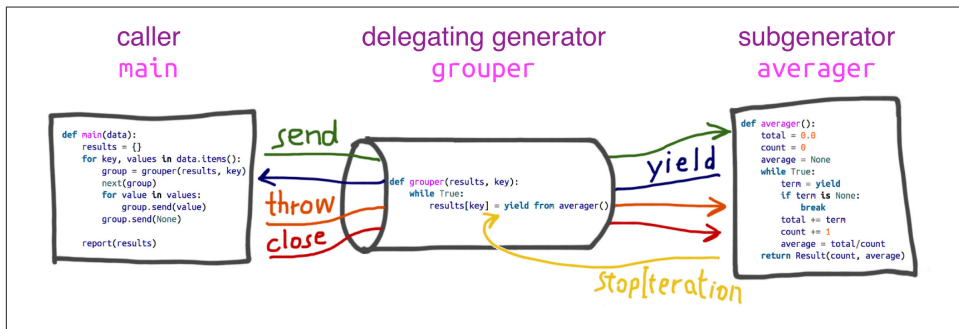 caller
main
delegating generator
grouper
subgenerator
averager
def main(data):
    results = {}
    for key, values in data.items():
        group = grouper(results, key)
        next(group)
        for value in values:
            group.send(value)
        group.send(None)
    report(results)
send
throw
close
def grouper(results, key):
    while True:
        results[key] = yield from averager()
yield
StopIteration
def averager():
    total = 0.0
    count = 0
    average = None
    while True:
        term = yield
        if term is None:
            break
        total += term
        count += 1
        average = total/count
    return Result(count, average)